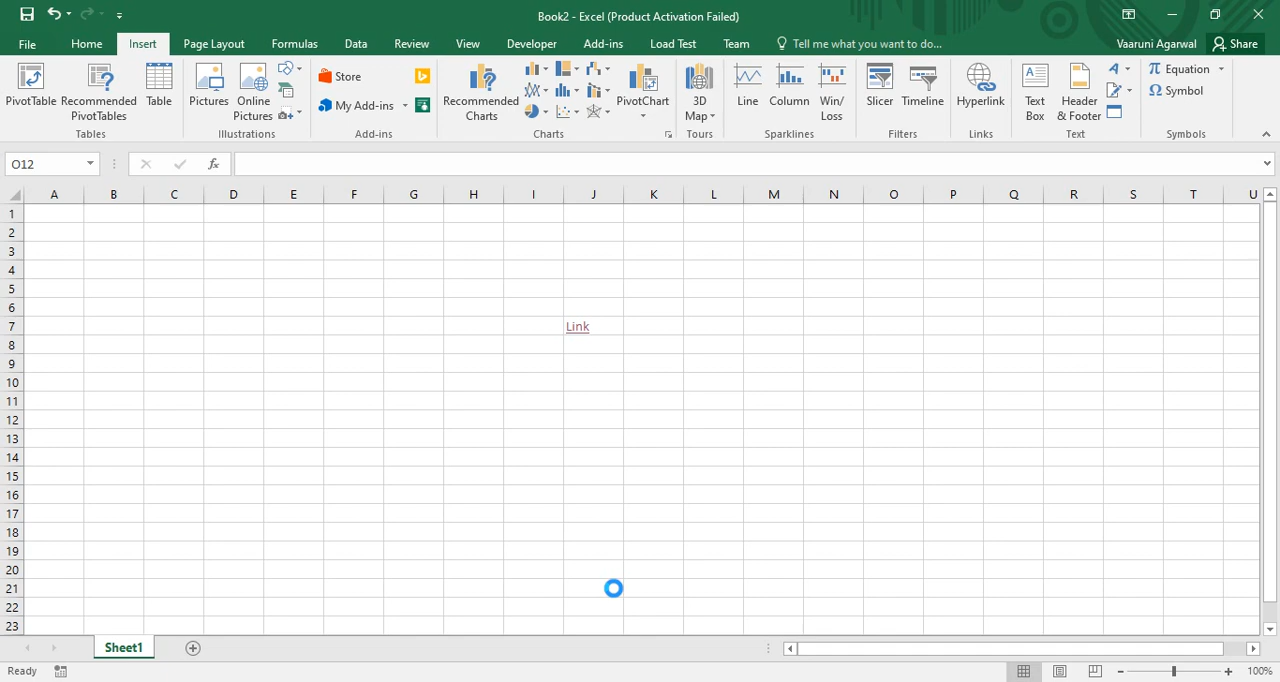 Book2 - Excel (Product Activation Failed)
File Home Insert Page Layout Formulas Data Review View Developer Add-ins Load Test Team Tell me what you want to do... Vaaruni Agarwal Share
PivotTable Recommended PivotTables Table
Tables
Pictures Online Pictures
Illustrations
Store
My Add-ins
Add-ins
Recommended Charts
PivotChart
Charts
3D Map
Tours
Line Column Win/ Loss
Sparklines
Slicer Timeline
Filters
Hyperlink
Links
Text Box Header & Footer
Text
π Equation
Ω Symbol
Symbols
O12 fx
A B C D E F G H I J K L M N O P Q R S T U
1
2
3
4
5
6
7 Link
8
9
10
11
12
13
14
15
16
17
18
19
20
21
22
23
Sheet1
Ready 100%